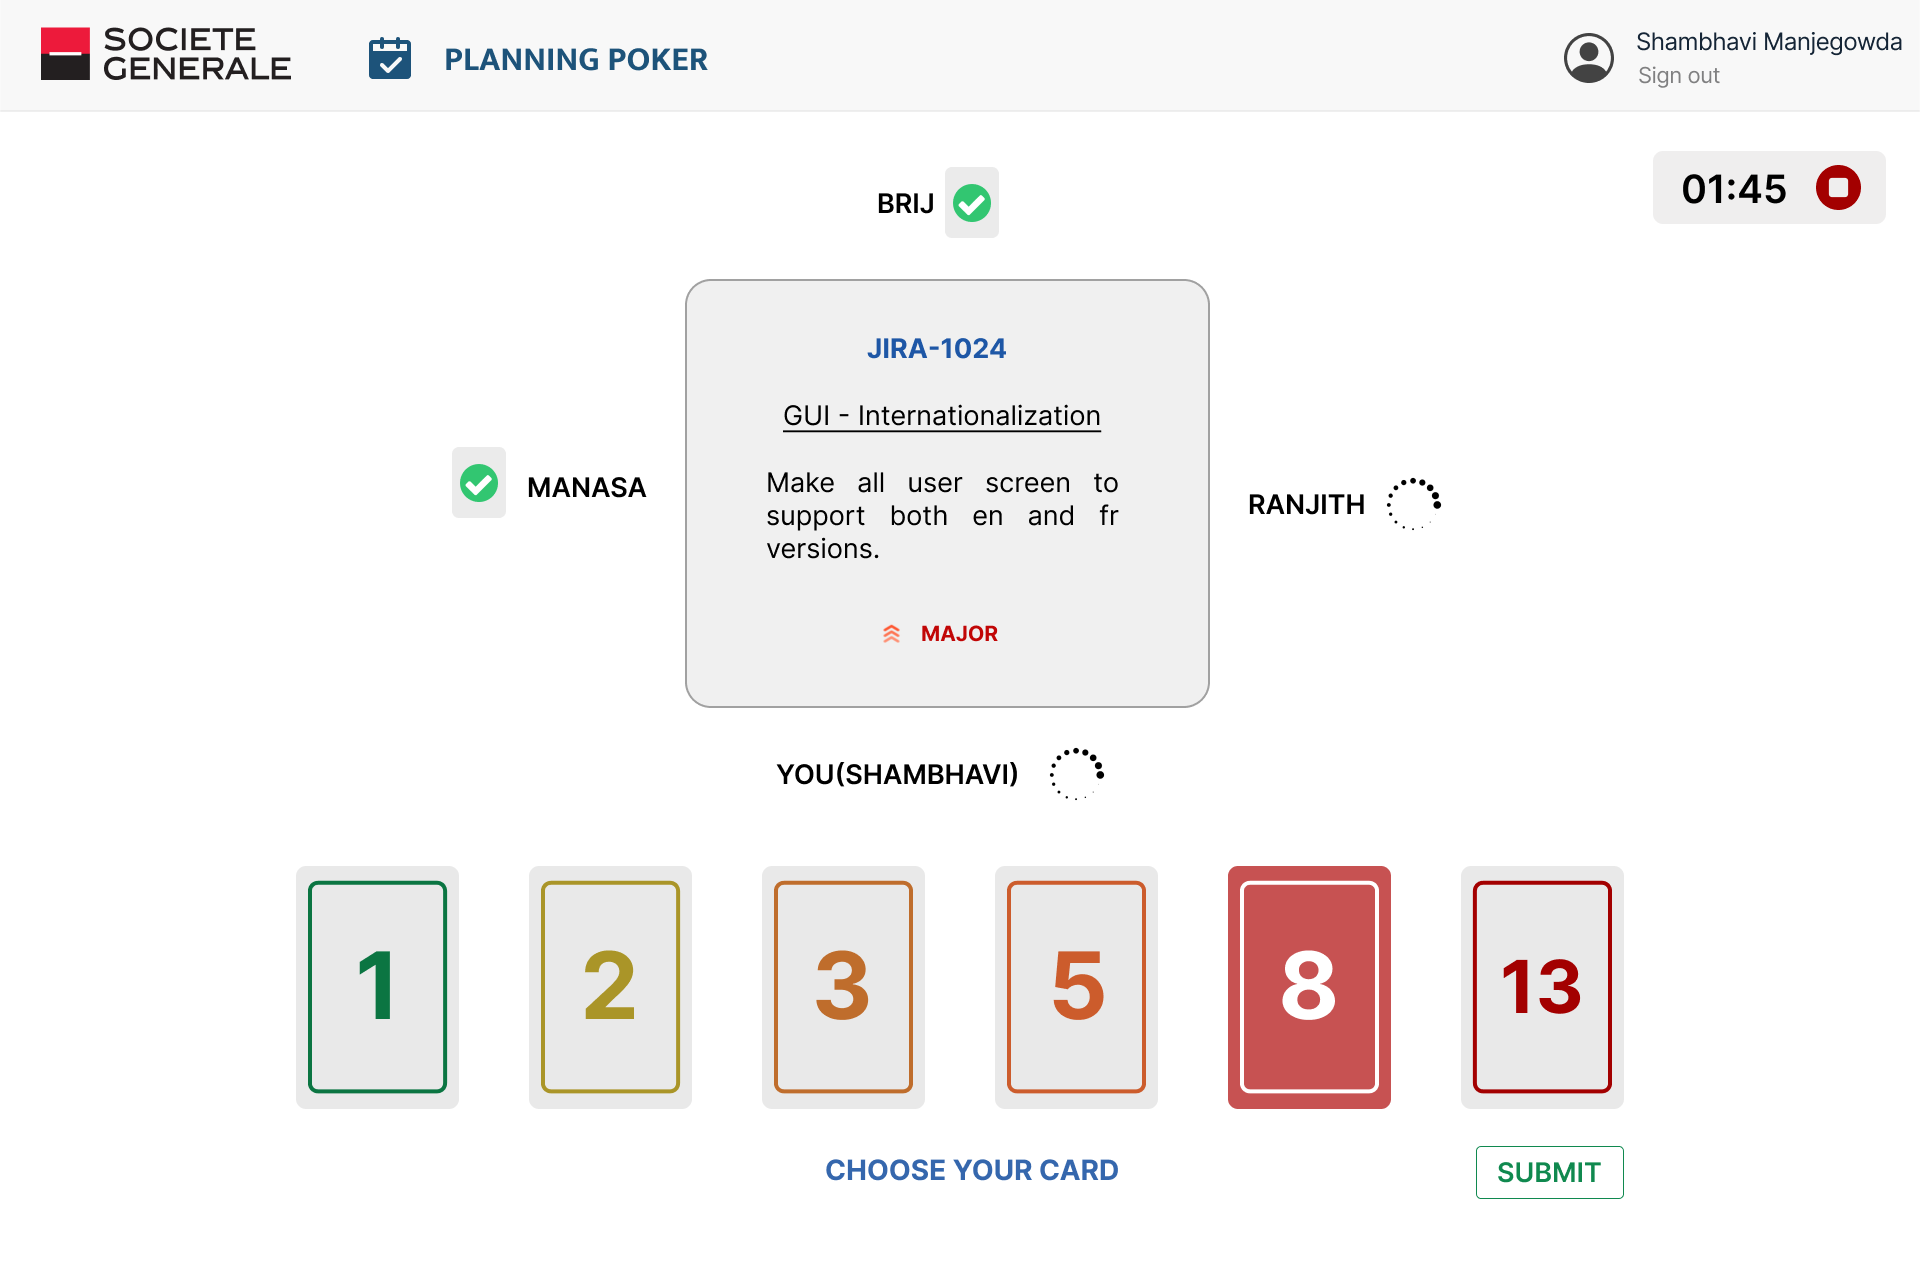 SOCIETE
GENERALE
PLANNING POKER
Shambhavi Manjegowda
Sign out
01:45
BRIJ
JIRA-1024
GUI - Internationalization
MANASA
Make all user screen to
support both en and fr
versions.
RANJITH
MAJOR
YOU(SHAMBHAVI)
1 2 3 5 8 13
CHOOSE YOUR CARD
SUBMIT